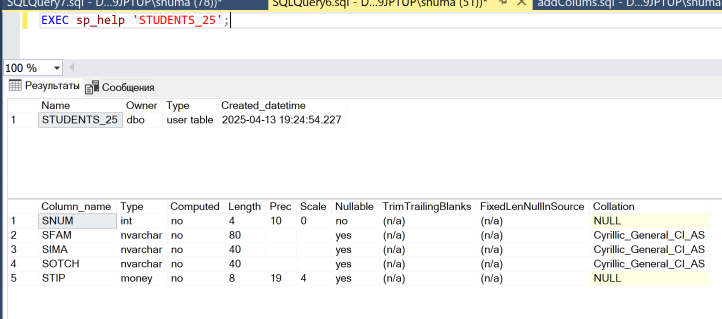 SQLQuery7.sql - D...9JPTUP\shuma (78))* SQLQuery6.sql - D...9JPTUP\shuma (51))* addColums.sql - D...9JPTUP\shuma
EXEC sp_help 'STUDENTS_25';
100 %
Результаты Сообщения
Name Owner Type Created_datetime
1 STUDENTS_25 dbo user table 2025-04-13 19:24:54.227
Column_name Type Computed Length Prec Scale Nullable TrimTrailingBlanks FixedLenNullInSource Collation
1 SNUM int no 4 10 0 no (n/a) (n/a) NULL
2 SFAM nvarchar no 80 yes (n/a) (n/a) Cyrillic_General_CI_AS
3 SIMA nvarchar no 40 yes (n/a) (n/a) Cyrillic_General_CI_AS
4 SOTCH nvarchar no 40 yes (n/a) (n/a) Cyrillic_General_CI_AS
5 STIP money no 8 19 4 yes (n/a) (n/a) NULL